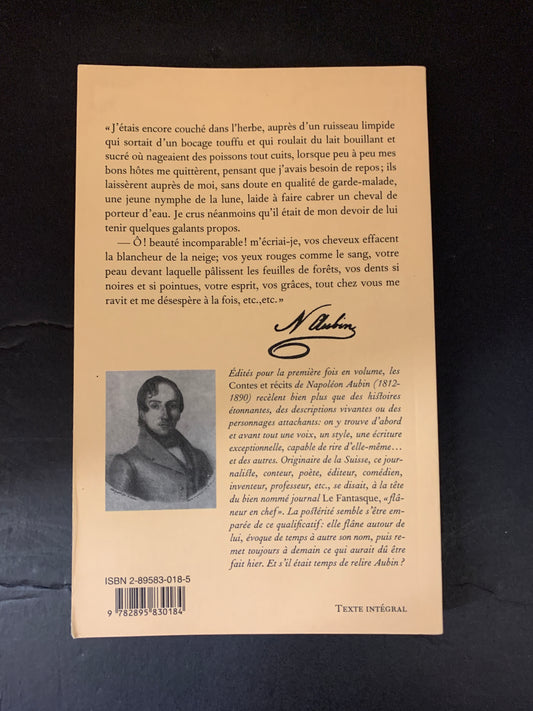 « J'étais encore couché dans l'herbe, auprès d'un ruisseau limpide
qui sortait d'un bocage touffu et qui roulait du lait bouillant et
sucré où nageaient des poissons tout cuits, lorsque peu à peu mes
bons hôtes me quittèrent, pensant que j'avais besoin de repos ; ils
laissèrent auprès de moi, sans doute en qualité de garde-malade,
une jeune nymphe de la lune, laide à faire cabrer un cheval de
porteur d'eau. Je crus néanmoins qu'il était de mon devoir de lui
tenir quelques galants propos.
— Ô ! beauté incomparable ! m'écriai-je, vos cheveux effacent
la blancheur de la neige; vos yeux rouges comme le sang, votre
peau devant laquelle pâlissent les feuilles de forêts, vos dents si
noires et si pointues, votre esprit, vos grâces, tout chez vous me
ravit et me désespère à la fois, etc.,etc. »
N Aubin
Édités pour la première fois en volume, les
Contes et récits de Napoléon Aubin (1812-
1890) recèlent bien plus que des histoires
étonnantes, des descriptions vivantes ou des
personnages attachants : on y trouve d'abord
et avant tout une voix, un style, une écriture
exceptionnelle, capable de rire d'elle-même…
et des autres. Originaire de la Suisse, ce jour-
naliste, conteur, poète, éditeur, comédien,
inventeur, professeur, etc., se disait, à la tête
du bien nommé journal Le Fantasque, « flâ-
neur en chef ». La postérité semble s'être em-
parée de ce qualificatif : elle flâne autour de
lui, évoque de temps à autre son nom, puis re-
met toujours à demain ce qui aurait dû être
fait hier. Et s'il était temps de relire Aubin ?
ISBN 2-89583-018-5
9 782895 830184
TEXTE INTÉGRAL